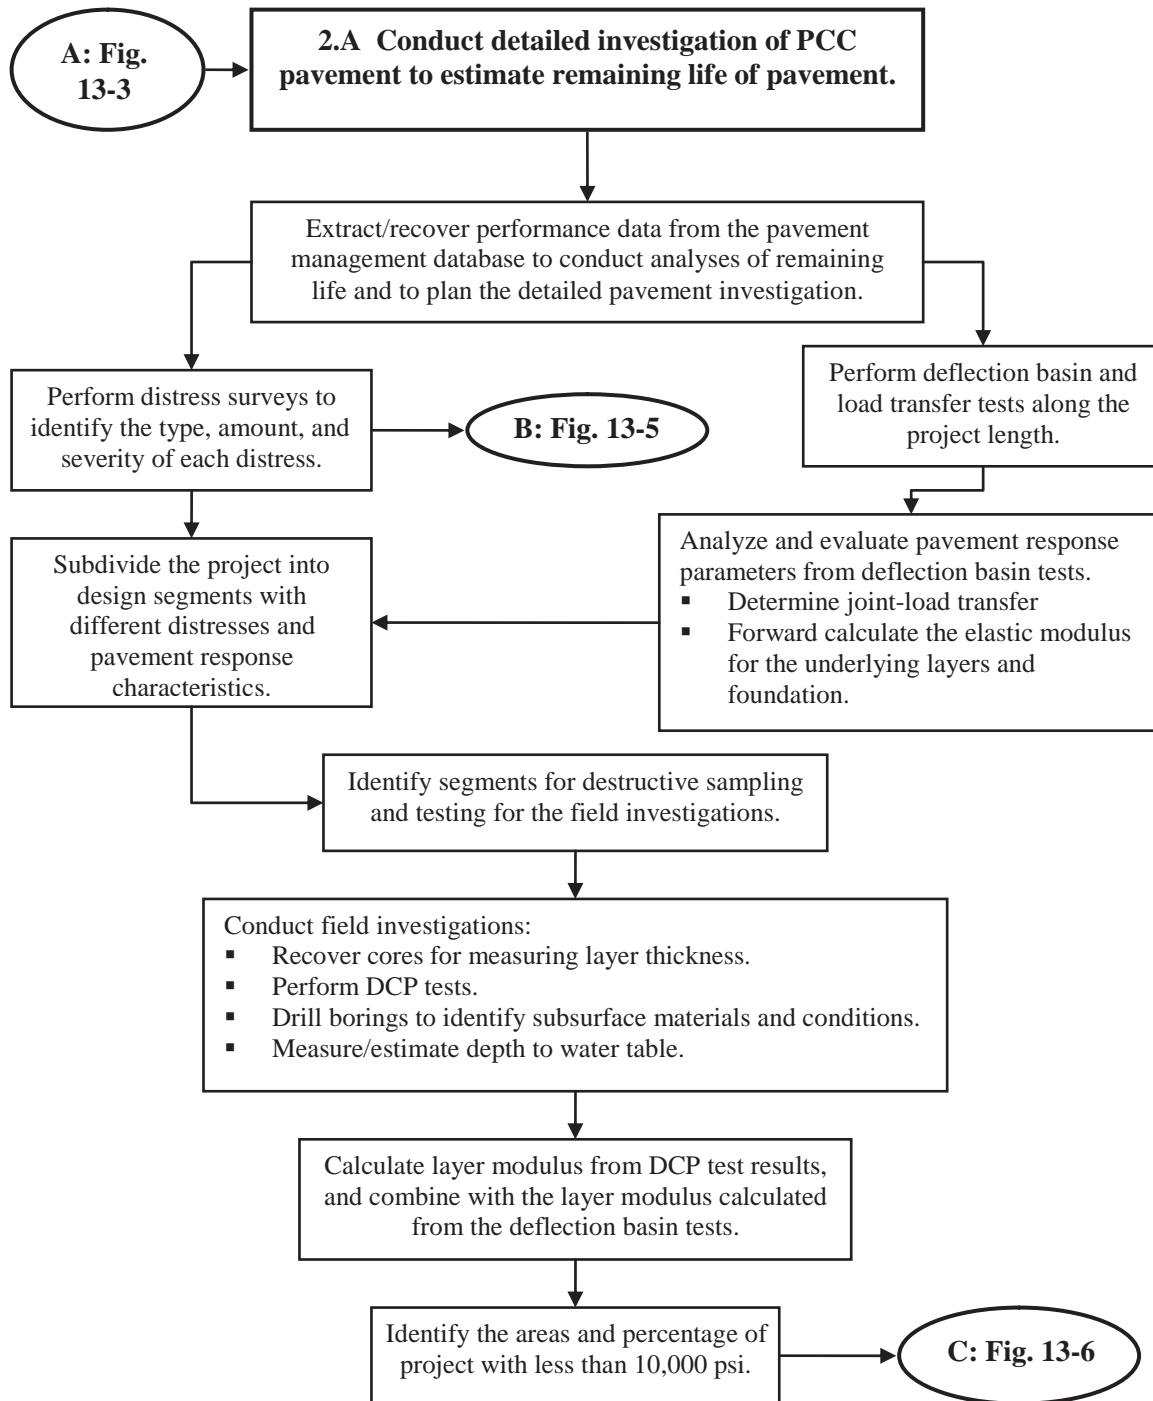 A: Fig.
13-3
2.A Conduct detailed investigation of PCC
pavement to estimate remaining life of pavement.
Extract/recover performance data from the pavement
management database to conduct analyses of remaining
life and to plan the detailed pavement investigation.
Perform distress surveys to
identify the type, amount, and
severity of each distress.
B: Fig. 13-5
Perform deflection basin and
load transfer tests along the
project length.
Subdivide the project into
design segments with
different distresses and
pavement response
characteristics.
Analyze and evaluate pavement response
parameters from deflection basin tests.
▪ Determine joint-load transfer
▪ Forward calculate the elastic modulus
for the underlying layers and
foundation.
Identify segments for destructive sampling
and testing for the field investigations.
Conduct field investigations:
▪ Recover cores for measuring layer thickness.
▪ Perform DCP tests.
▪ Drill borings to identify subsurface materials and conditions.
▪ Measure/estimate depth to water table.
Calculate layer modulus from DCP test results,
and combine with the layer modulus calculated
from the deflection basin tests.
Identify the areas and percentage of
project with less than 10,000 psi.
C: Fig. 13-6